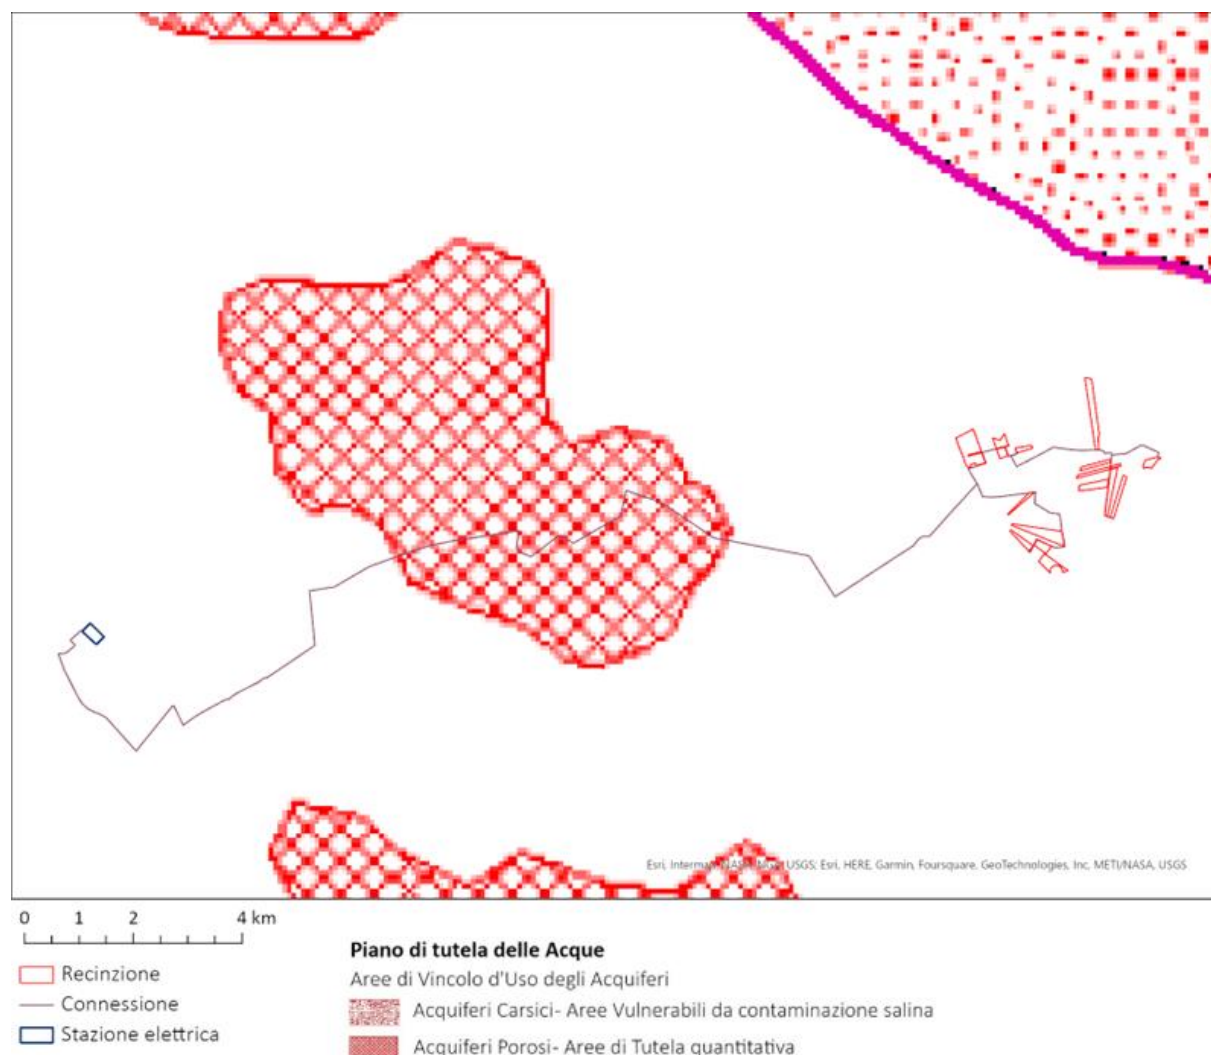 Esri, Intermap, NASA, NGA, USGS; Esri, HERE, Garmin, Foursquare, GeoTechnologies, Inc, METI/NASA, USGS
0 1 2 4 km
Recinzione
Connessione
Stazione elettrica
Piano di tutela delle Acque
Aree di Vincolo d'Uso degli Acquiferi
Acquiferi Carsici- Aree Vulnerabili da contaminazione salina
Acquiferi Porosi- Aree di Tutela quantitativa